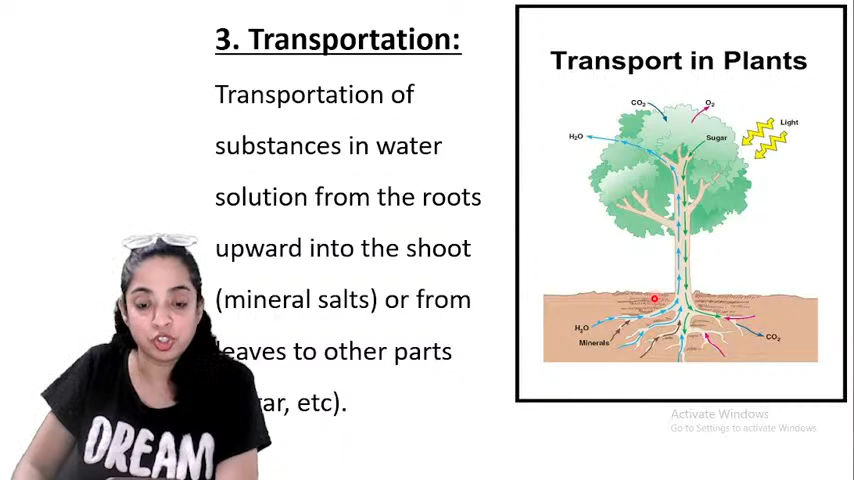 3. Transportation:
Transportation of
substances in water
solution from the roots
upward into the shoot
(mineral salts) or from
leaves to other parts
etc).
Transport in Plants
CO₂
O₂
Light
H₂O
Sugar
H₂O
Minerals
CO₂
Activate Windows
Go to Settings to activate Windows.
DREAM